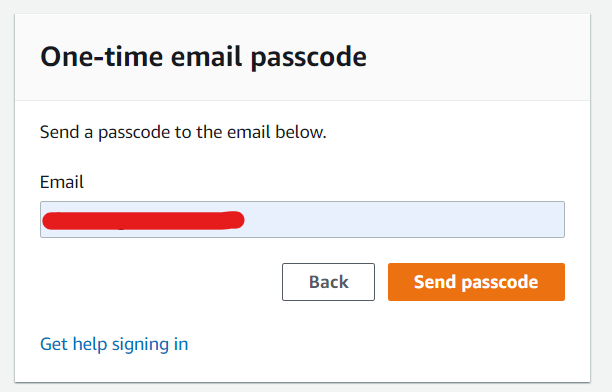 One-time email passcode
Send a passcode to the email below.
Email
Back
Send passcode
Get help signing in